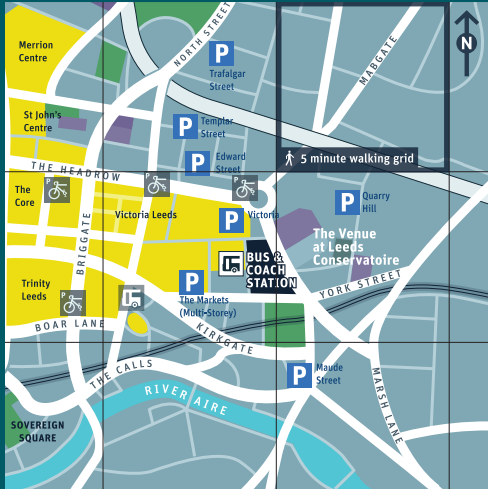 Merrion
Centre
NORTH STREET
P
Trafalgar
Street
MABGATE
N
St John's
Centre
P
Templar
Street
P
Edward
Street
5 minute walking grid
THE HEADROW
The
Core
P
P
P
Victoria Leeds
P
Victoria
P
Quarry
Hill
BRIGGATE
The Venue
at Leeds
Conservatoire
BUS &
COACH
STATION
Trinity
Leeds
P
P
The Markets
(Multi-Storey)
YORK STREET
BOAR LANE
KIRKGATE
THE CALLS
P
Maude
Street
RIVER AIRE
MARSH LANE
SOVEREIGN
SQUARE